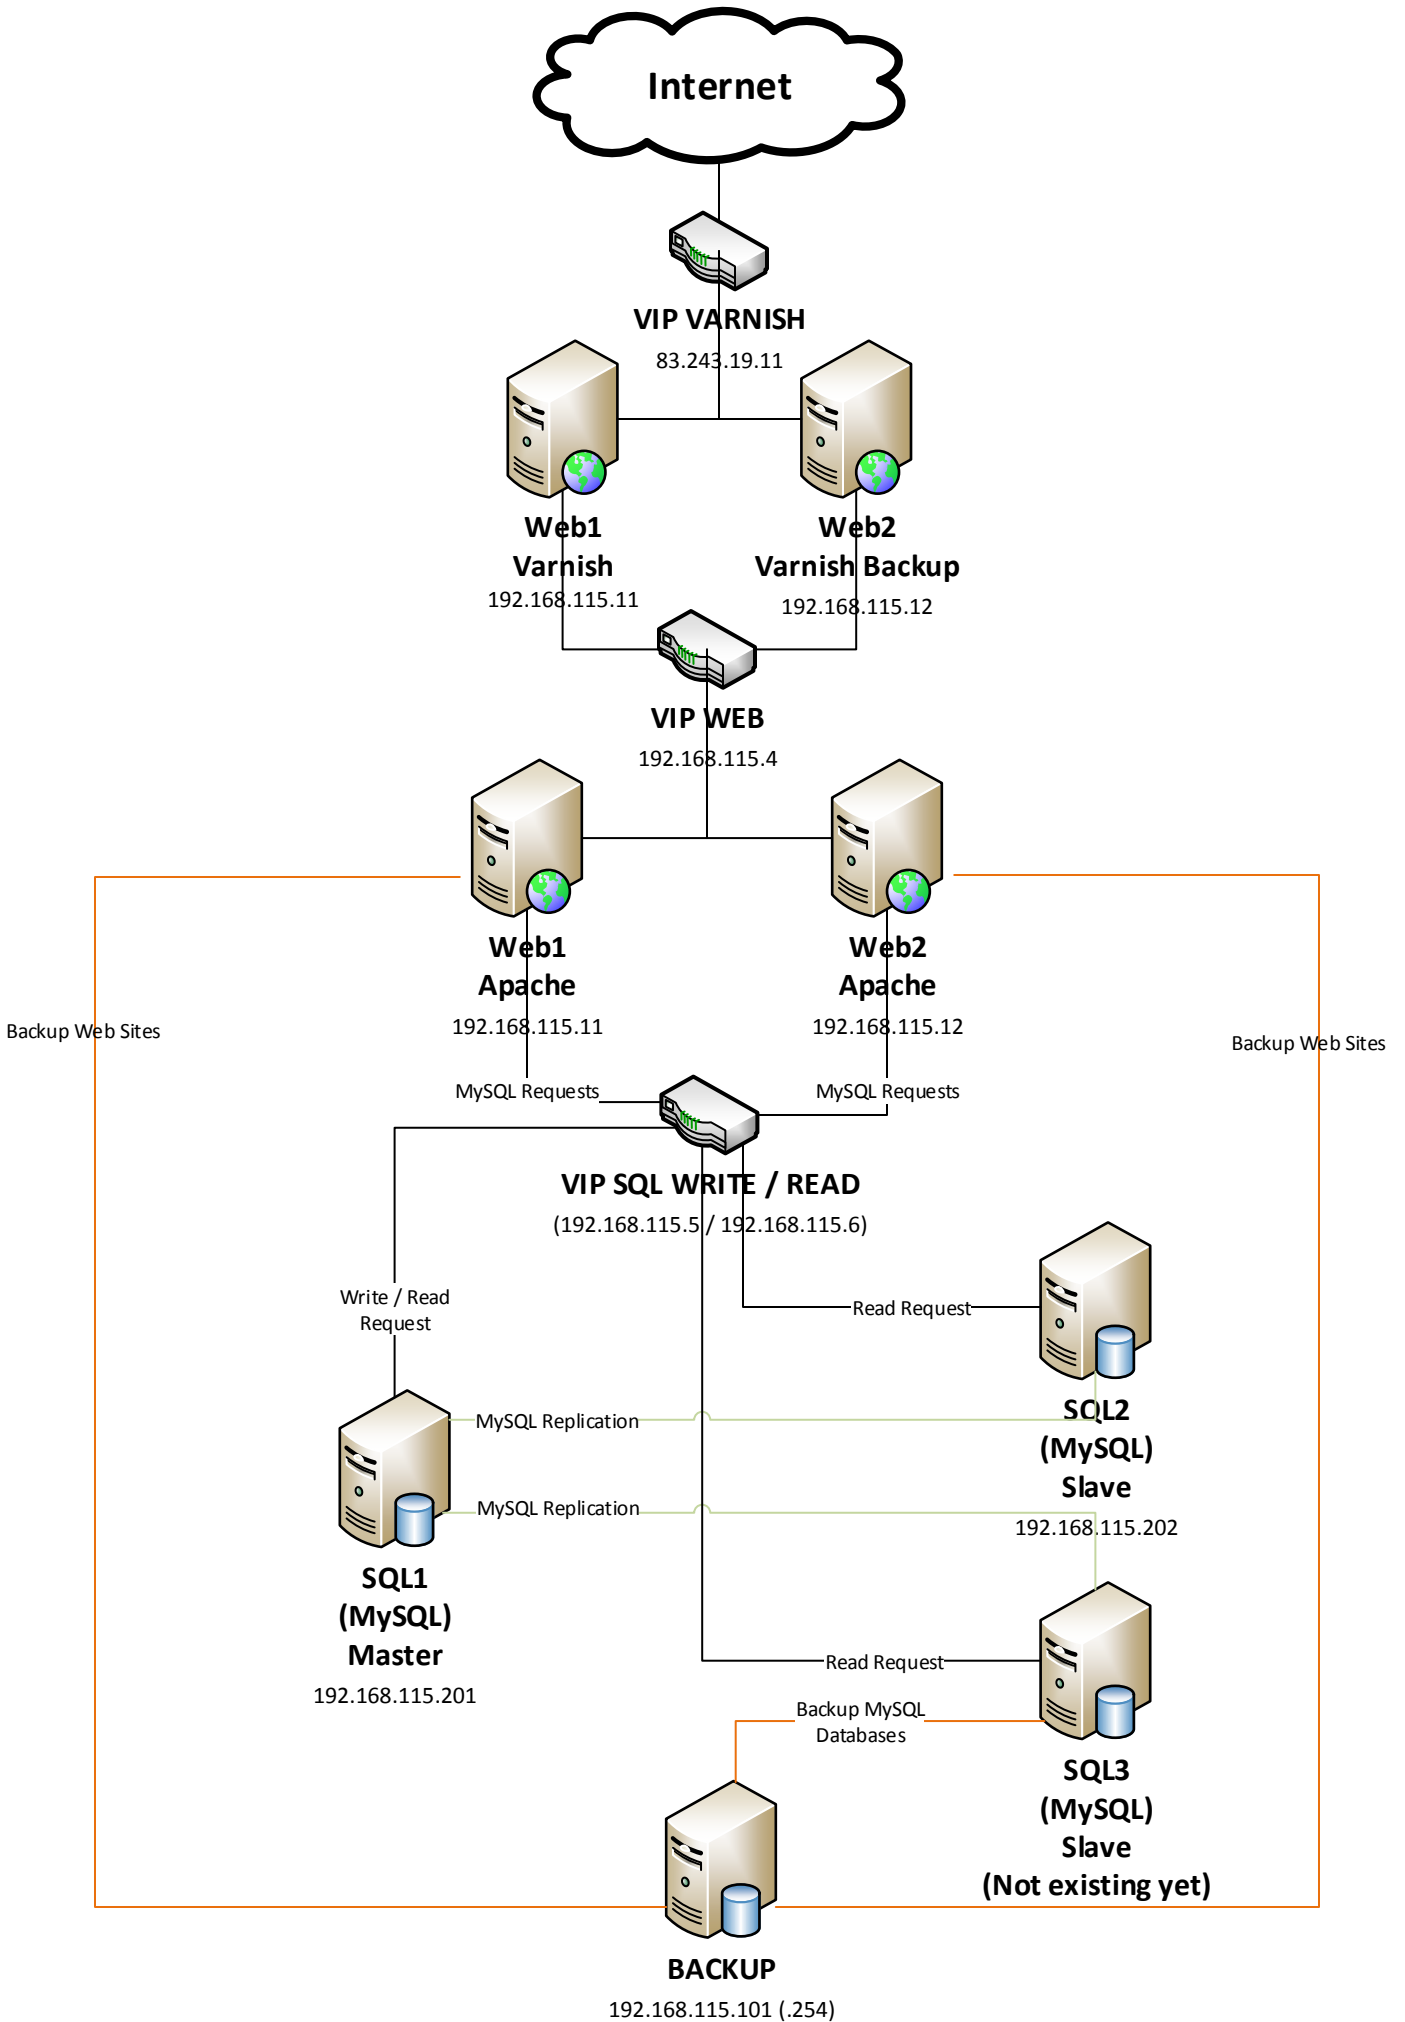 Internet
VIP VARNISH
83.243.19.11
Web1
Varnish
192.168.115.11
Web2
Varnish Backup
192.168.115.12
VIP WEB
192.168.115.4
Web1
Apache
192.168.115.11
Web2
Apache
192.168.115.12
Backup Web Sites
Backup Web Sites
MySQL Requests
MySQL Requests
VIP SQL WRITE / READ
(192.168.115.5 / 192.168.115.6)
Write / Read
Request
Read Request
MySQL Replication
SQL2
(MySQL)
Slave
192.168.115.202
MySQL Replication
SQL1
(MySQL)
Master
192.168.115.201
Read Request
Backup MySQL
Databases
SQL3
(MySQL)
Slave
(Not existing yet)
BACKUP
192.168.115.101 (.254)